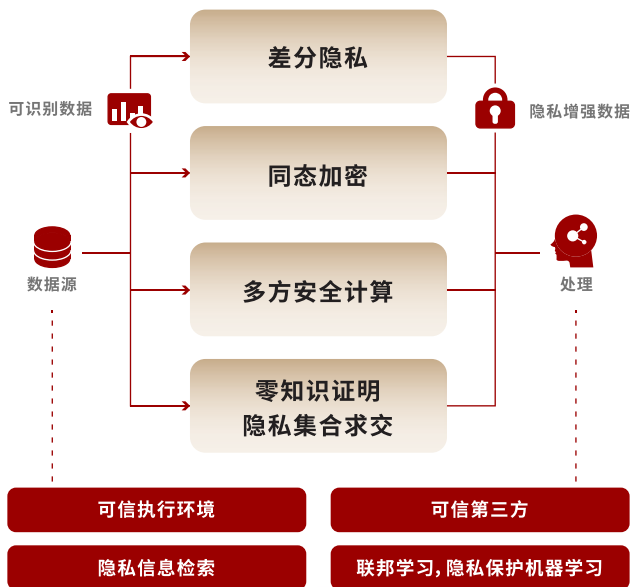 差分隐私
可识别数据
隐私增强数据
同态加密
数据源
处理
多方安全计算
零知识证明
隐私集合求交
可信执行环境
可信第三方
隐私信息检索
联邦学习，隐私保护机器学习